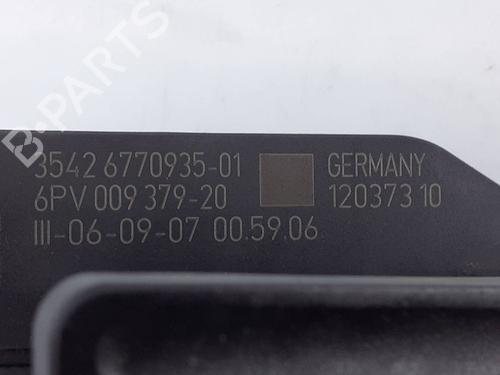 B-PARTS
3542 6770935-01 GERMANY
6PV 009 379-20 120373 10
III-06-09-07 00.59.06